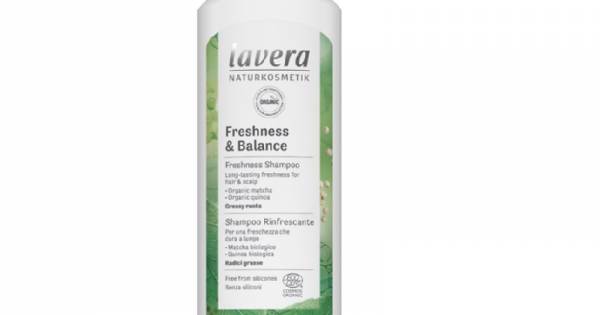 lavera
NATURKOSMETIK
ORGANIC
Freshness
& Balance
Freshness Shampoo
Long-lasting freshness for
hair & scalp
• Organic matcha
• Organic quinoa
Greasy roots
Shampoo Rinfrescante
Per una freschezza che
dura a lungo
• Matcha biologico
• Quinoa biologica
Radici grasse
Free from silicones
Senza siliconi
COSMOS
ORGANIC